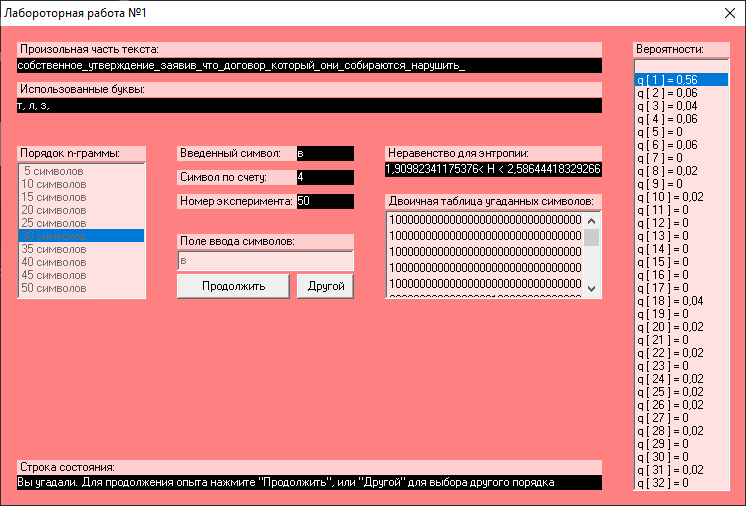 Лабороторная работа №1
Произольная часть текста:
собственное_утверждение_заявив_что_договор_который_они_собираются_нарушить_
Использованные буквы:
т, л, з,
Порядок n-граммы:
5 символов
10 символов
15 символов
20 символов
25 символов
30 символов
35 символов
40 символов
45 символов
50 символов
Введенный символ: в
Символ по счету: 4
Номер эксперимента: 50
Поле ввода символов:
в
Продолжить Другой
Неравенство для энтропии:
1,90982341175376< H < 2,58644418329266
Двоичная таблица угаданных символов:
10000000000000000000000000000000
10000000000000000000000000000000
10000000000000000000000000000000
10000000000000000000000000000000
10000000000000000000000000000000
Вероятности:
q [ 1 ] = 0,56
q [ 2 ] = 0,06
q [ 3 ] = 0,04
q [ 4 ] = 0,06
q [ 5 ] = 0
q [ 6 ] = 0,06
q [ 7 ] = 0
q [ 8 ] = 0,02
q [ 9 ] = 0
q [ 10 ] = 0,02
q [ 11 ] = 0
q [ 12 ] = 0
q [ 13 ] = 0
q [ 14 ] = 0
q [ 15 ] = 0
q [ 16 ] = 0
q [ 17 ] = 0
q [ 18 ] = 0,04
q [ 19 ] = 0
q [ 20 ] = 0,02
q [ 21 ] = 0
q [ 22 ] = 0,02
q [ 23 ] = 0
q [ 24 ] = 0,02
q [ 25 ] = 0,02
q [ 26 ] = 0,02
q [ 27 ] = 0
q [ 28 ] = 0,02
q [ 29 ] = 0
q [ 30 ] = 0
q [ 31 ] = 0,02
q [ 32 ] = 0
Строка состояния:
Вы угадали. Для продолжения опыта нажмите "Продолжить", или "Другой" для выбора другого порядка